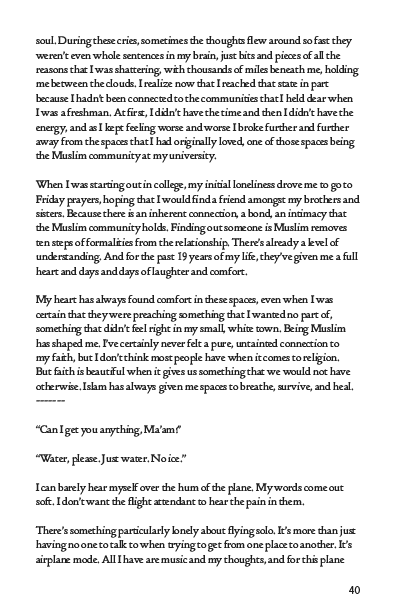 soul. During these cries, sometimes the thoughts flew around so fast they
weren't even whole sentences in my brain, just bits and pieces of all the
reasons that I was shattering, with thousands of miles beneath me, holding
me between the clouds. I realize now that I reached that state in part
because I hadn't been connected to the communities that I held dear when
I was a freshman. At first, I didn't have the time and then I didn't have the
energy, and as I kept feeling worse and worse I broke further and further
away from the spaces that I had originally loved, one of those spaces being
the Muslim community at my university.
When I was starting out in college, my initial loneliness drove me to go to
Friday prayers, hoping that I would find a friend amongst my brothers and
sisters. Because there is an inherent connection, a bond, an intimacy that
the Muslim community holds. Finding out someone is Muslim removes
ten steps of formalities from the relationship. There's already a level of
understanding. And for the past 19 years of my life, they've given me a full
heart and days and days of laughter and comfort.
My heart has always found comfort in these spaces, even when I was
certain that they were preaching something that I wanted no part of,
something that didn't feel right in my small, white town. Being Muslim
has shaped me. I've certainly never felt a pure, untainted connection to
my faith, but I don't think most people have when it comes to religion.
But faith is beautiful when it gives us something that we would not have
otherwise. Islam has always given me spaces to breathe, survive, and heal.
-------
“Can I get you anything, Ma'am?”
“Water, please. Just water. No ice.”
I can barely hear myself over the hum of the plane. My words come out
soft. I don't want the flight attendant to hear the pain in them.
There's something particularly lonely about flying solo. It's more than just
having no one to talk to when trying to get from one place to another. It's
airplane mode. All I have are music and my thoughts, and for this plane
40